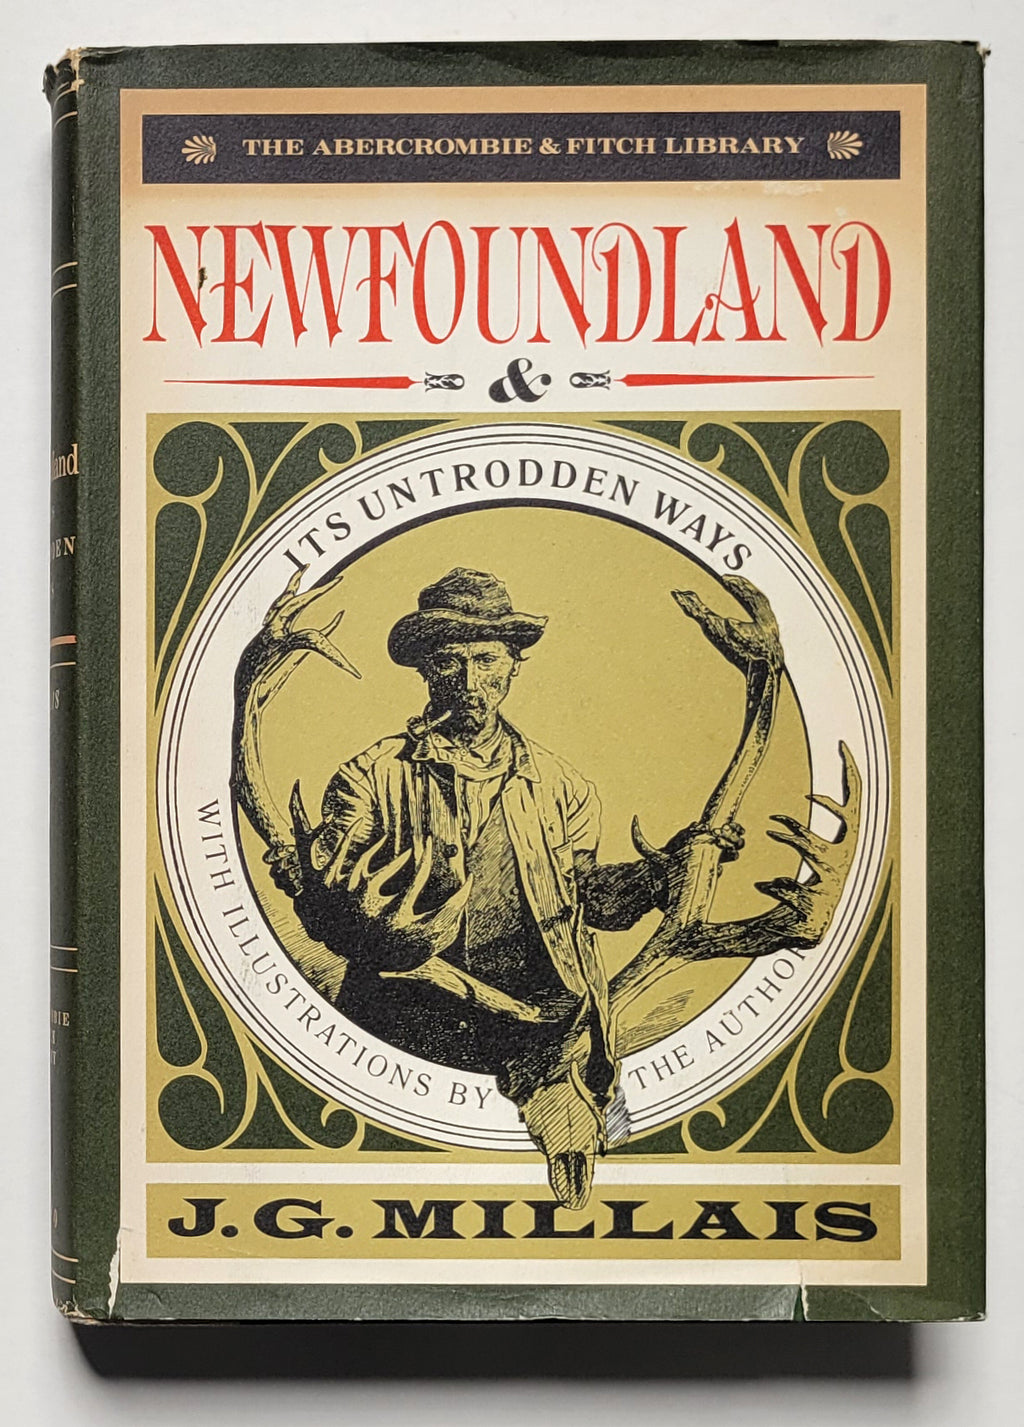 THE ABERCROMBIE & FITCH LIBRARY
NEWFOUNDLAND
&
ITS UNTRODDEN WAYS
WITH ILLUSTRATIONS BY THE AUTHOR
J.G. MILLAIS